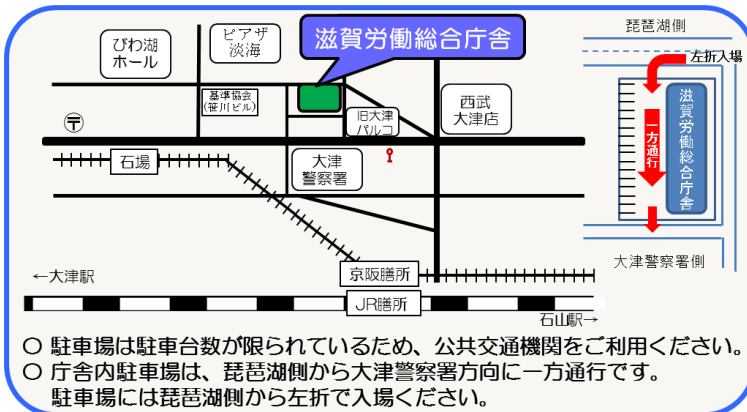 びわ湖
ホール
ピアザ
淡海
滋賀労働総合庁舎
琵琶湖側
左折入場
基準協会
(笹川ビル)
旧大津
パルコ
西武
大津店
一方通行
滋賀労働総合庁舎
〒
石場
大津
警察署
大津警察署側
←大津駅
京阪膳所
JR膳所
石山駅→
○ 駐車場は駐車台数が限られているため、公共交通機関をご利用ください。
○ 庁舎内駐車場は、琵琶湖側から大津警察署方向に一方通行です。
駐車場には琵琶湖側から左折で入場ください。